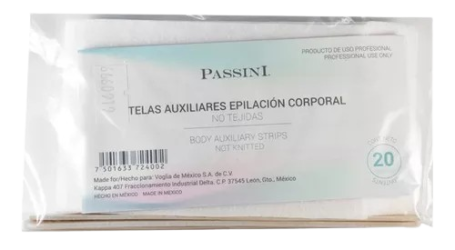 PRODUCTO DE USO PROFESIONAL
PROFESSIONAL USE ONLY
PASSINI
TELAS AUXILIARES EPILACIÓN CORPORAL
NO TEJIDAS
BODY AUXILIARY STRIPS
NOT KNITTED
20
7 501633 724002
Made for/Hecho para: Voglia de México S.A. de C.V.
Kappa 407 Fraccionamiento Industrial Delta, C.P. 37545 León, Gto., México
HECHO EN MÉXICO MADE IN MEXICO